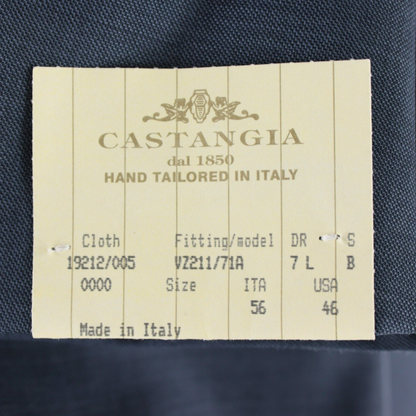 CASTANGIA
dal 1850
HAND TAILORED IN ITALY
Cloth Fitting/model DR S
19212/005 VZ211/71A 7 L B
0000 Size ITA USA
56 46
Made in Italy